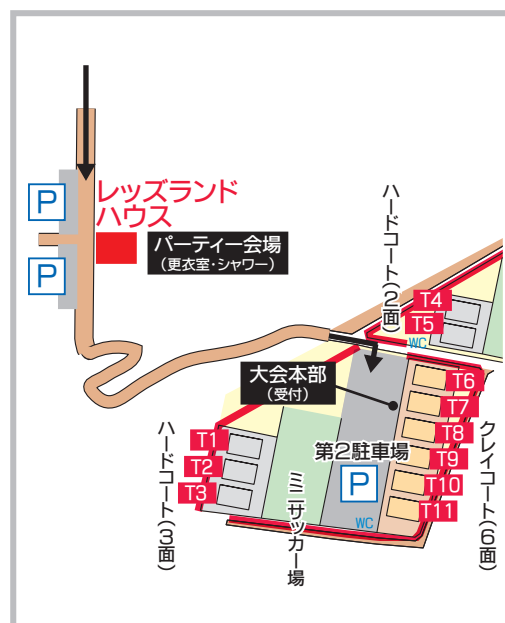 P
レッズランド
ハウス
P
パーティー会場
(更衣室・シャワー)
ハードコート(2面)
T4
T5
WC
大会本部
(受付)
T6
T7
T8
T9
T10
T11
クレイコート(6面)
ハードコート(3面)
T1
T2
T3
第2駐車場
P
ミニサッカー場
WC